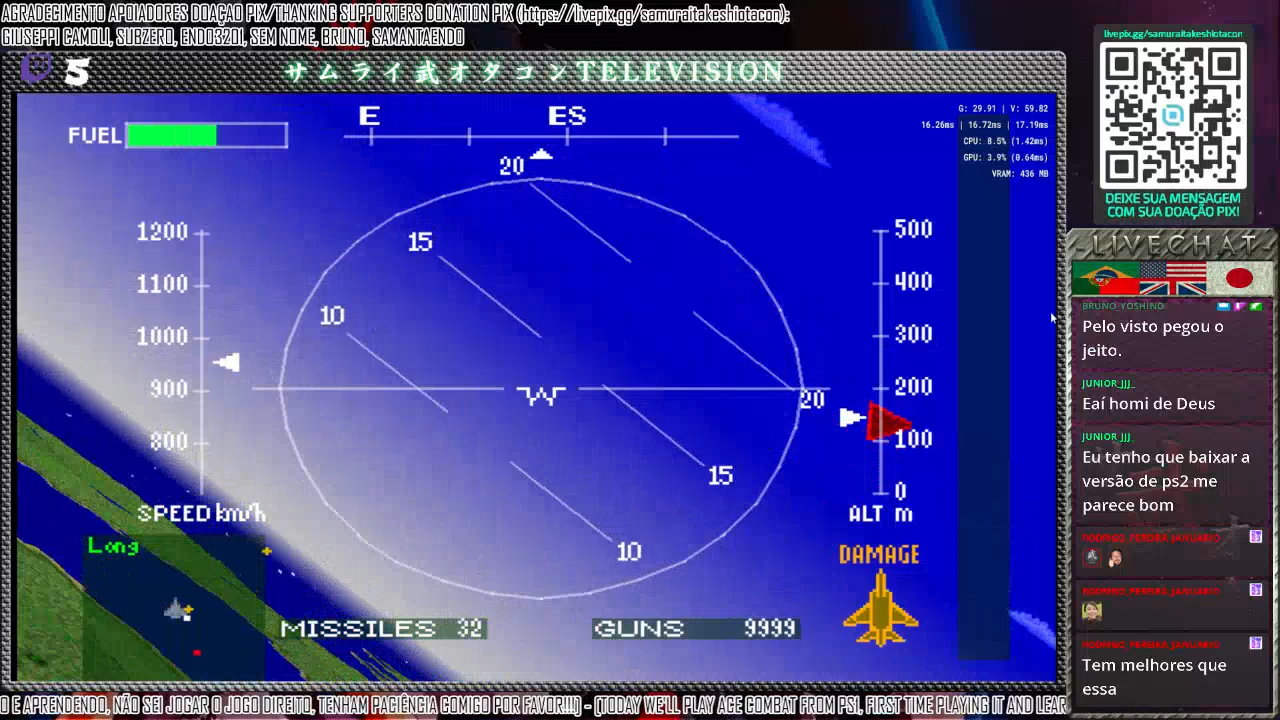 AGRADECIMENTO APOIADORES DOAÇÃO PIX/THANKING SUPPORTERS DONATION PIX (https://livepix.gg/samuraitakeshiotacon):
GIUSEPPI CAMOLI, SUBZERO, ENDO3201, SEM NOME, BRUNO, SAMANTAENDO
livepix.gg/samuraitakeshiotacon
DEIXE SUA MENSAGEM
COM SUA DOAÇÃO PIX!
5
サムライ武オタコンTELEVISION
FUEL
E
ES
G: 29.91 | V: 59.82
16.26ms | 16.72ms | 17.19ms
CPU: 8.5% (1.42ms)
GPU: 3.9% (0.64ms)
VRAM: 436 MB
20
15
10
20
15
10
1200
1100
1000
900
800
SPEED km/h
500
400
300
200
100
0
ALT m
Long
DAMAGE
MISSILES 32
GUNS 9999
-LIVECHAT-
BRUNO_YOSHINO
Pelo visto pegou o
jeito.
JUNIOR_JJJ_
Eaí homi de Deus
JUNIOR_JJJ_
Eu tenho que baixar a
versão de ps2 me
parece bom
RODRIGO_PEREIRA_JANUARIO
RODRIGO_PEREIRA_JANUARIO
RODRIGO_PEREIRA_JANUARIO
Tem melhores que
essa
O E APRENDENDO, NÃO SEI JOGAR O JOGO DIREITO, TENHAM PACIÊNCIA COMIGO POR FAVOR!!!) - (TODAY WE'LL PLAY ACE COMBAT FROM PS1, FIRST TIME PLAYING IT AND LEAR